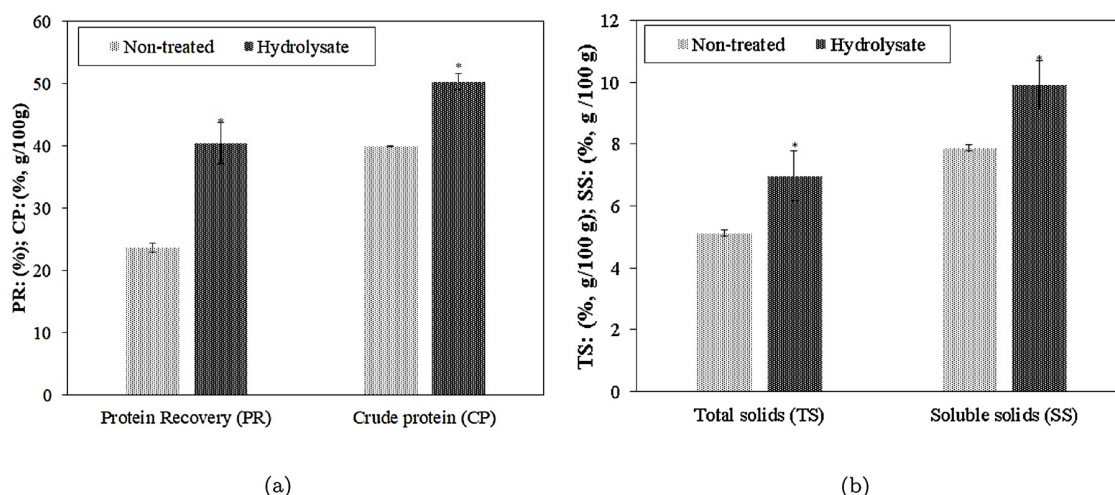 60
50
40
30
20
10
0
PR: (%); CP: (%, g/100g)
Non-treated
Hydrolysate
*
*
Protein Recovery (PR)
Crude protein (CP)
(a)
12
10
8
6
4
2
0
TS: (%, g/100 g); SS: (%, g /100 g)
Non-treated
Hydrolysate
*
*
Total solids (TS)
Soluble solids (SS)
(b)